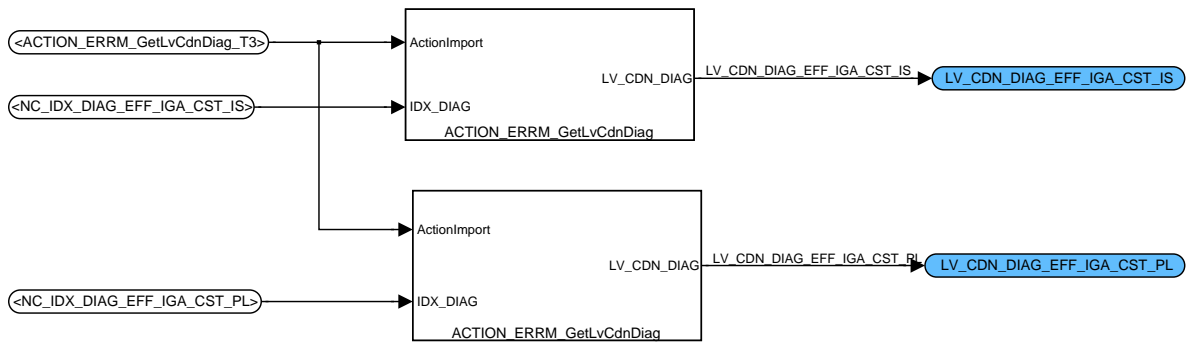 <ACTION_ERRM_GetLvCdnDiag_T3>
ActionImport
LV_CDN_DIAG
LV_CDN_DIAG_EFF_IGA_CST_IS
LV_CDN_DIAG_EFF_IGA_CST_IS
<NC_IDX_DIAG_EFF_IGA_CST_IS>
IDX_DIAG
ACTION_ERRM_GetLvCdnDiag
ActionImport
LV_CDN_DIAG
LV_CDN_DIAG_EFF_IGA_CST_PL
LV_CDN_DIAG_EFF_IGA_CST_PL
<NC_IDX_DIAG_EFF_IGA_CST_PL>
IDX_DIAG
ACTION_ERRM_GetLvCdnDiag